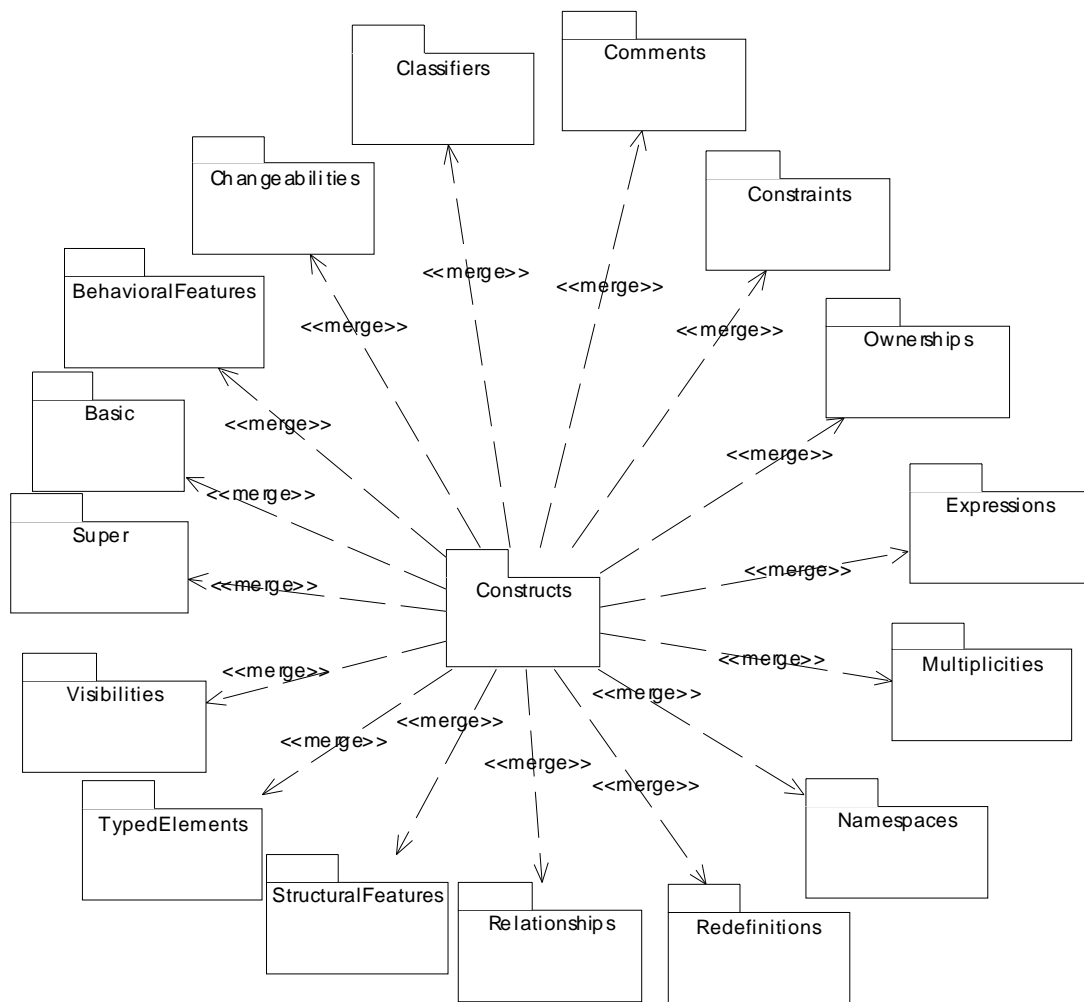 Comments
Classifiers
Changeabilities
Constraints
<<merge>>
<<merge>>
BehavioralFeatures
<<merge>>
<<merge>>
Ownerships
Basic
<<merge>>
<<merge>>
<<merge>>
Expressions
Super
<<merge>>
<<merge>>
Constructs
<<merge>>
Multiplicities
<<merge>>
<<merge>>
Visibilities
<<merge>>
<<merge>>
<<merge>>
<<merge>>
Namespaces
TypedElements
StructuralFeatures
Relationships
Redefinitions